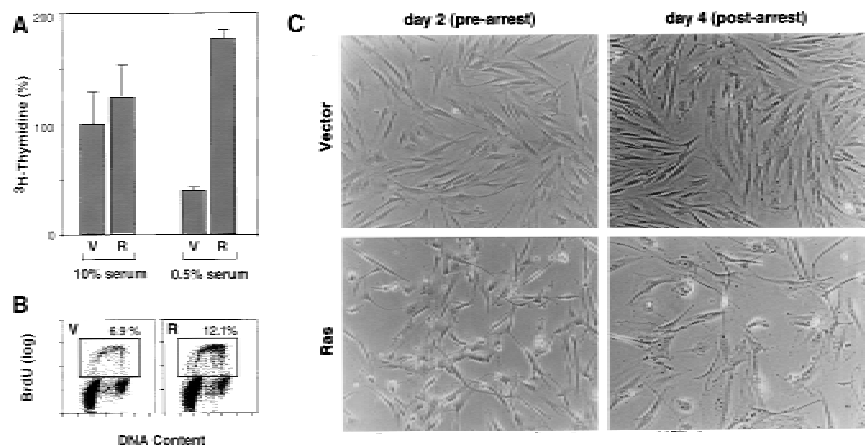 A
200
100
0
³H-Thymidine (%)
V R V R
10% serum 0.5% serum
B
V 6.9 %
R 12.1%
BrdU (log)
DNA Content
C
day 2 (pre-arrest) day 4 (post-arrest)
Vector
Ras